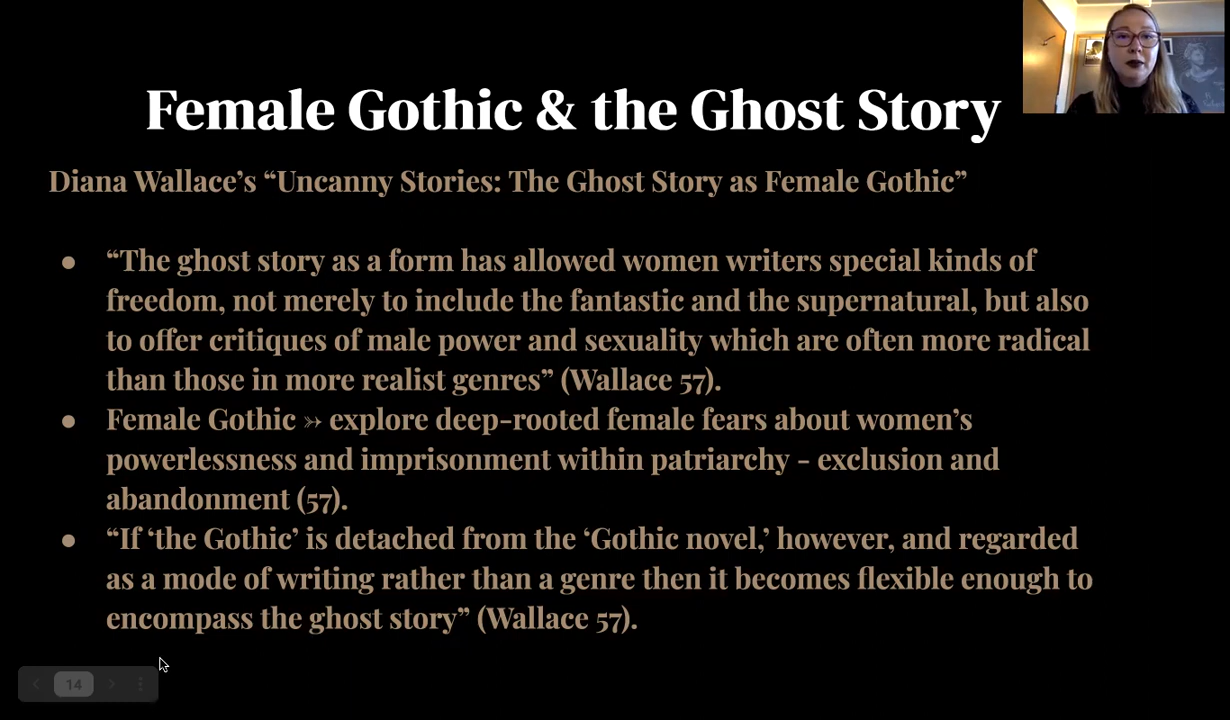 Female Gothic & the Ghost Story
Diana Wallace’s “Uncanny Stories: The Ghost Story as Female Gothic”
● “The ghost story as a form has allowed women writers special kinds of
freedom, not merely to include the fantastic and the supernatural, but also
to offer critiques of male power and sexuality which are often more radical
than those in more realist genres” (Wallace 57).
● Female Gothic ➳ explore deep-rooted female fears about women’s
powerlessness and imprisonment within patriarchy - exclusion and
abandonment (57).
● “If ‘the Gothic’ is detached from the ‘Gothic novel,’ however, and regarded
as a mode of writing rather than a genre then it becomes flexible enough to
encompass the ghost story” (Wallace 57).
14